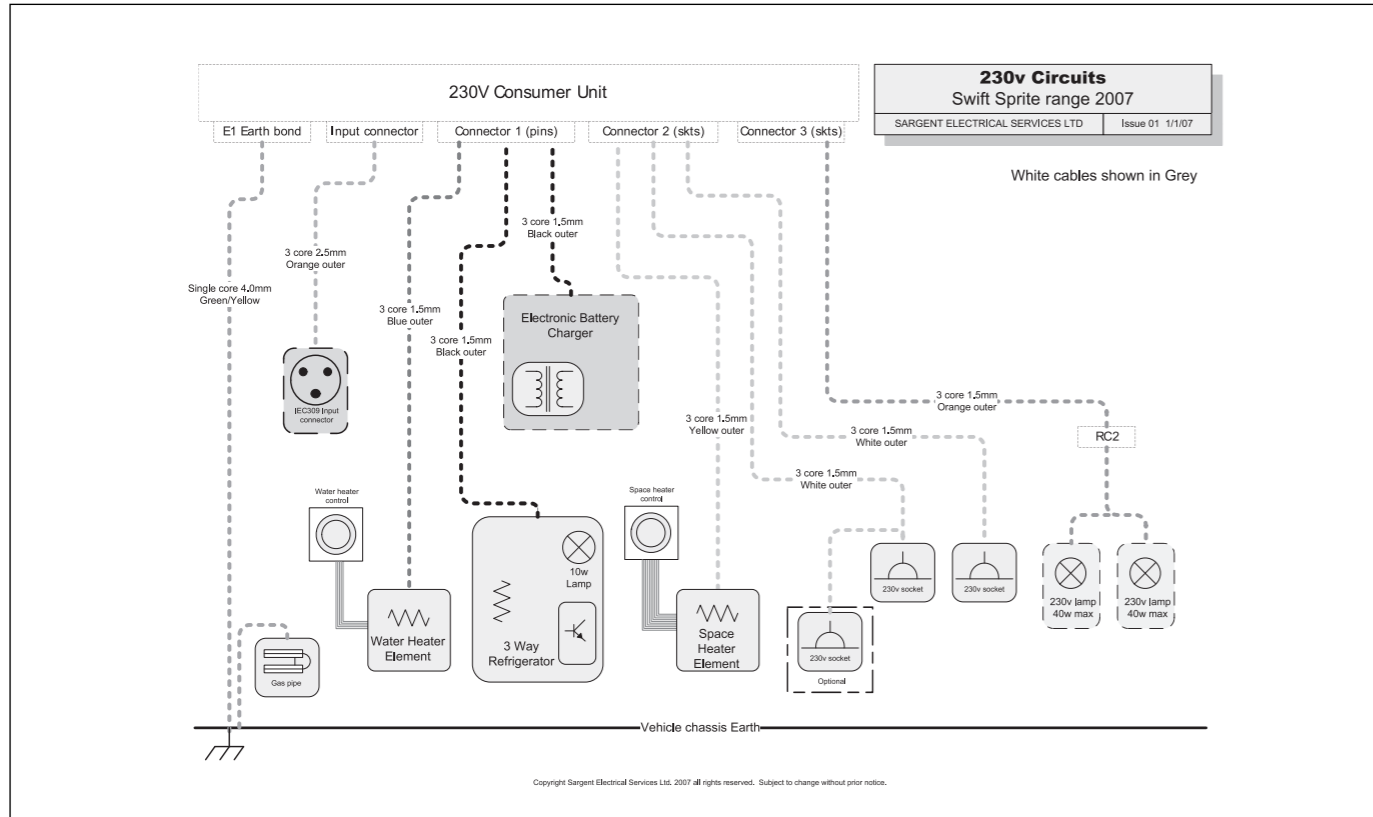 230V Consumer Unit
E1 Earth bond
Input connector
Connector 1 (pins)
Connector 2 (skts)
Connector 3 (skts)
230v Circuits
Swift Sprite range 2007
SARGENT ELECTRICAL SERVICES LTD
Issue 01 1/1/07
White cables shown in Grey
3 core 1.5mm
Black outer
3 core 2.5mm
Orange outer
Single core 4.0mm
Green/Yellow
3 core 1.5mm
Blue outer
3 core 1.5mm
Black outer
Electronic Battery
Charger
IEC309 Input
connector
3 core 1.5mm
Yellow outer
3 core 1.5mm
Orange outer
3 core 1.5mm
White outer
RC2
3 core 1.5mm
White outer
Water heater
control
Space heater
control
10w
Lamp
Water Heater
Element
3 Way
Refrigerator
Space
Heater
Element
230v socket
230v socket
230v lamp
40w max
230v lamp
40w max
230v socket
Optional
Gas pipe
Vehicle chassis Earth
Copyright Sargent Electrical Services Ltd. 2007 all rights reserved. Subject to change without prior notice.